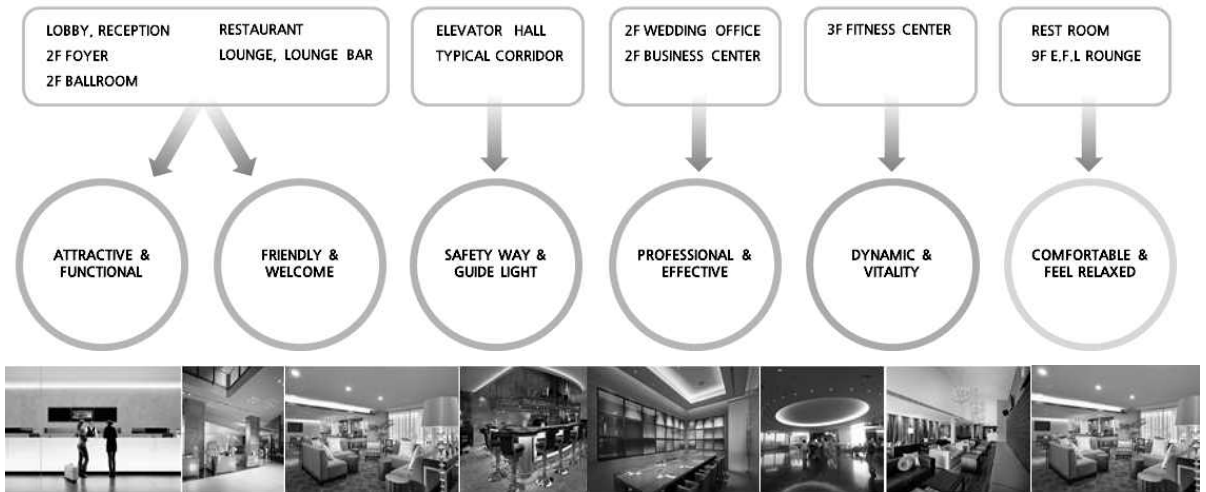 LOBBY, RECEPTION
2F FOYER
2F BALLROOM
RESTAURANT
LOUNGE, LOUNGE BAR
ELEVATOR HALL
TYPICAL CORRIDOR
2F WEDDING OFFICE
2F BUSINESS CENTER
3F FITNESS CENTER
REST ROOM
9F E.F.L ROUNGE
ATTRACTIVE &
FUNCTIONAL
FRIENDLY &
WELCOME
SAFETY WAY &
GUIDE LIGHT
PROFESSIONAL &
EFFECTIVE
DYNAMIC &
VITALITY
COMFORTABLE &
FEEL RELAXED